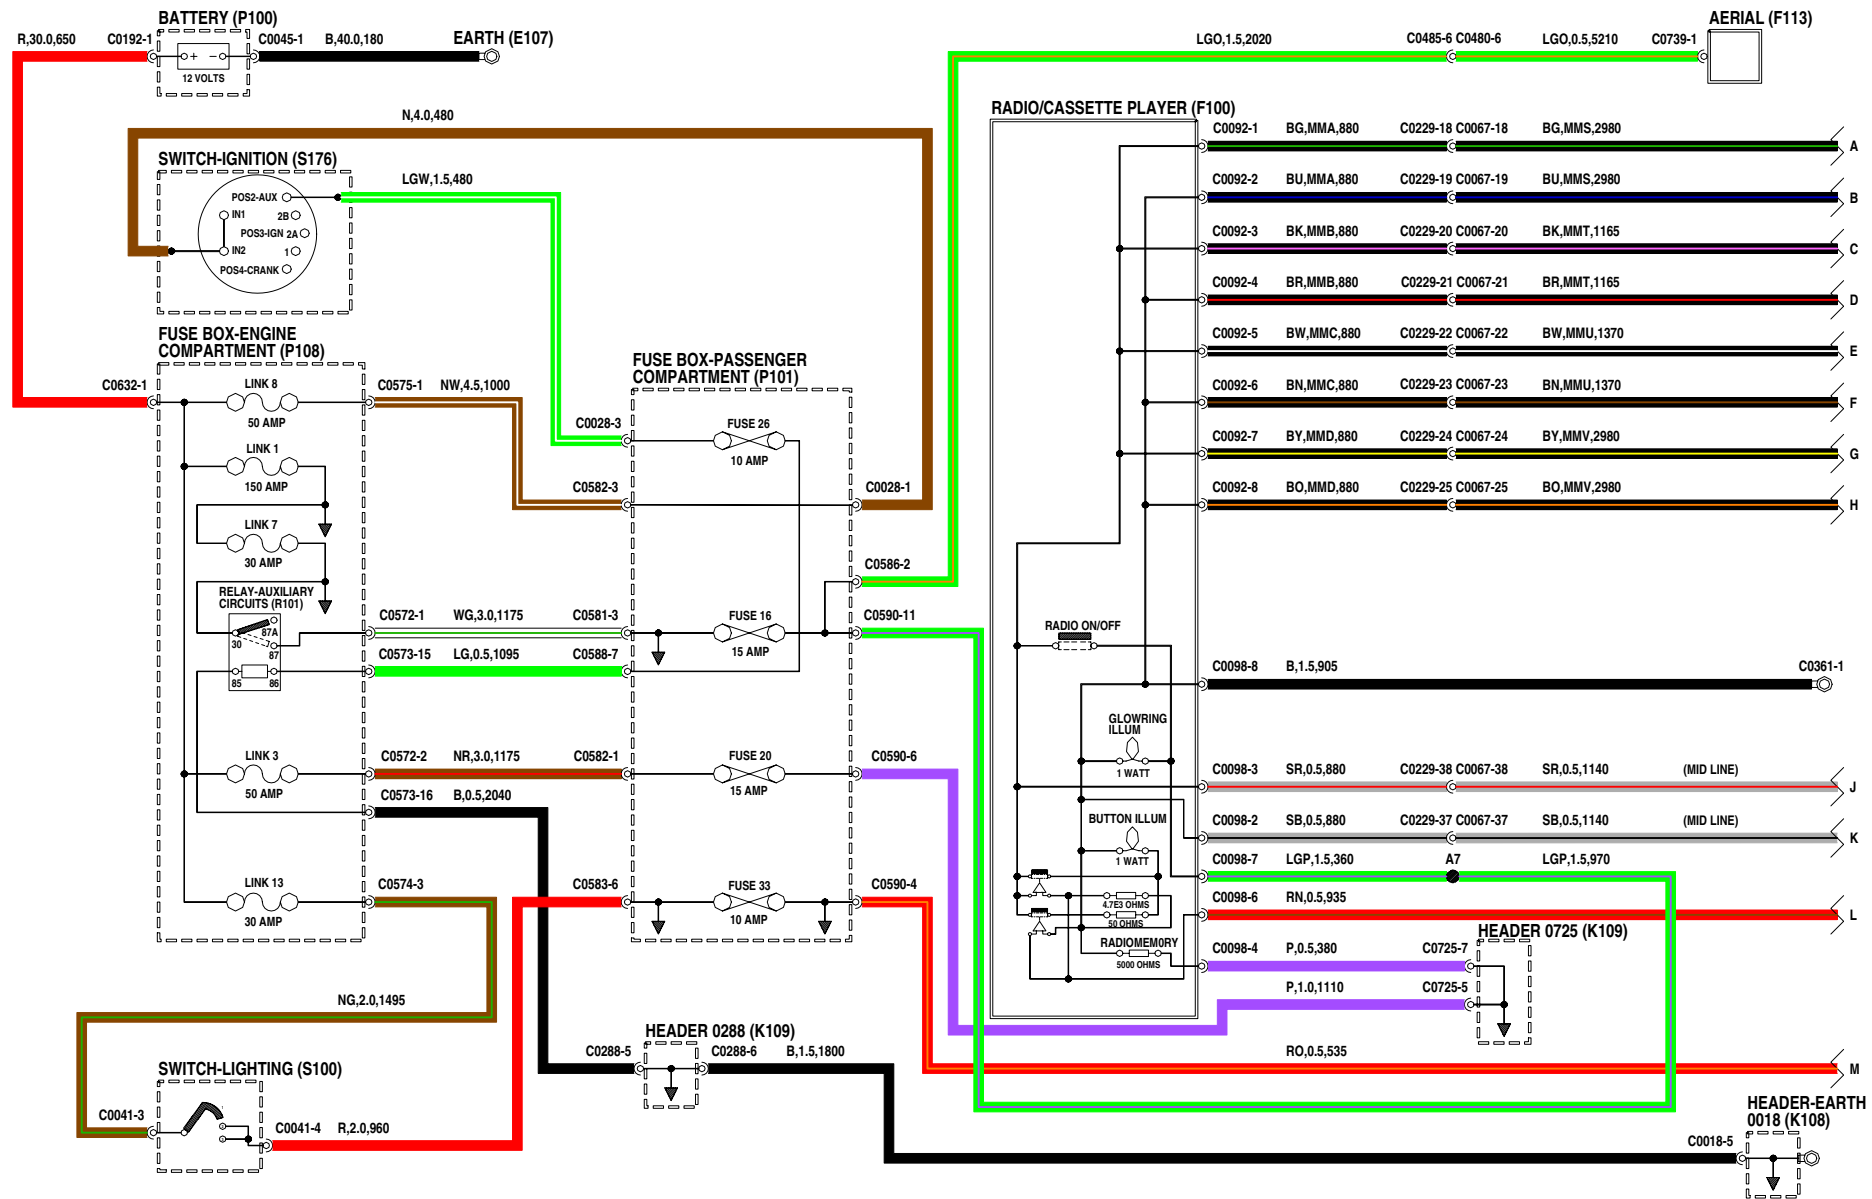 BATTERY (P100)
R,30.0,650
C0192-1
C0045-1
B,40.0,180
EARTH (E107)
+
−
12 VOLTS
LGO,1.5,2020
C0485-6 C0480-6
LGO,0.5,5210
C0739-1
AERIAL (F113)
N,4.0,480
SWITCH-IGNITION (S176)
LGW,1.5,480
POS2-AUX
IN1
2B
POS3-IGN 2A
IN2
1
POS4-CRANK
RADIO/CASSETTE PLAYER (F100)
C0092-1
BG,MMA,880
C0229-18 C0067-18
BG,MMS,2980
A
C0092-2
BU,MMA,880
C0229-19 C0067-19
BU,MMS,2980
B
C0092-3
BK,MMB,880
C0229-20 C0067-20
BK,MMT,1165
C
C0092-4
BR,MMB,880
C0229-21 C0067-21
BR,MMT,1165
D
C0092-5
BW,MMC,880
C0229-22 C0067-22
BW,MMU,1370
E
C0092-6
BN,MMC,880
C0229-23 C0067-23
BN,MMU,1370
F
C0092-7
BY,MMD,880
C0229-24 C0067-24
BY,MMV,2980
G
C0092-8
BO,MMD,880
C0229-25 C0067-25
BO,MMV,2980
H
FUSE BOX-ENGINE
COMPARTMENT (P108)
C0632-1
LINK 8
50 AMP
C0575-1
NW,4.5,1000
LINK 1
150 AMP
LINK 7
30 AMP
RELAY-AUXILIARY
CIRCUITS (R101)
87A
30
87
85
86
C0572-1
WG,3.0,1175
C0581-3
C0573-15
LG,0.5,1095
C0588-7
LINK 3
50 AMP
C0572-2
NR,3.0,1175
C0582-1
C0573-16
B,0.5,2040
LINK 13
30 AMP
C0574-3
C0583-6
FUSE BOX-PASSENGER
COMPARTMENT (P101)
C0028-3
FUSE 26
10 AMP
C0582-3
C0028-1
C0586-2
FUSE 16
15 AMP
C0590-11
FUSE 20
15 AMP
C0590-6
FUSE 33
10 AMP
C0590-4
RADIO ON/OFF
C0098-8
B,1.5,905
C0361-1
GLOWRING
ILLUM
1 WATT
C0098-3
SR,0.5,880
C0229-38 C0067-38
SR,0.5,1140
(MID LINE)
J
BUTTON ILLUM
1 WATT
C0098-2
SB,0.5,880
C0229-37 C0067-37
SB,0.5,1140
(MID LINE)
K
C0098-7
LGP,1.5,360
A7
LGP,1.5,970
4.7E3 OHMS
50 OHMS
C0098-6
RN,0.5,935
L
RADIOMEM0RY
5000 OHMS
C0098-4
P,0.5,380
C0725-7
HEADER 0725 (K109)
P,1.0,1110
C0725-5
NG,2.0,1495
SWITCH-LIGHTING (S100)
C0041-3
C0041-4
R,2.0,960
HEADER 0288 (K109)
C0288-5
C0288-6
B,1.5,1800
RO,0.5,535
M
HEADER-EARTH
0018 (K108)
C0018-5